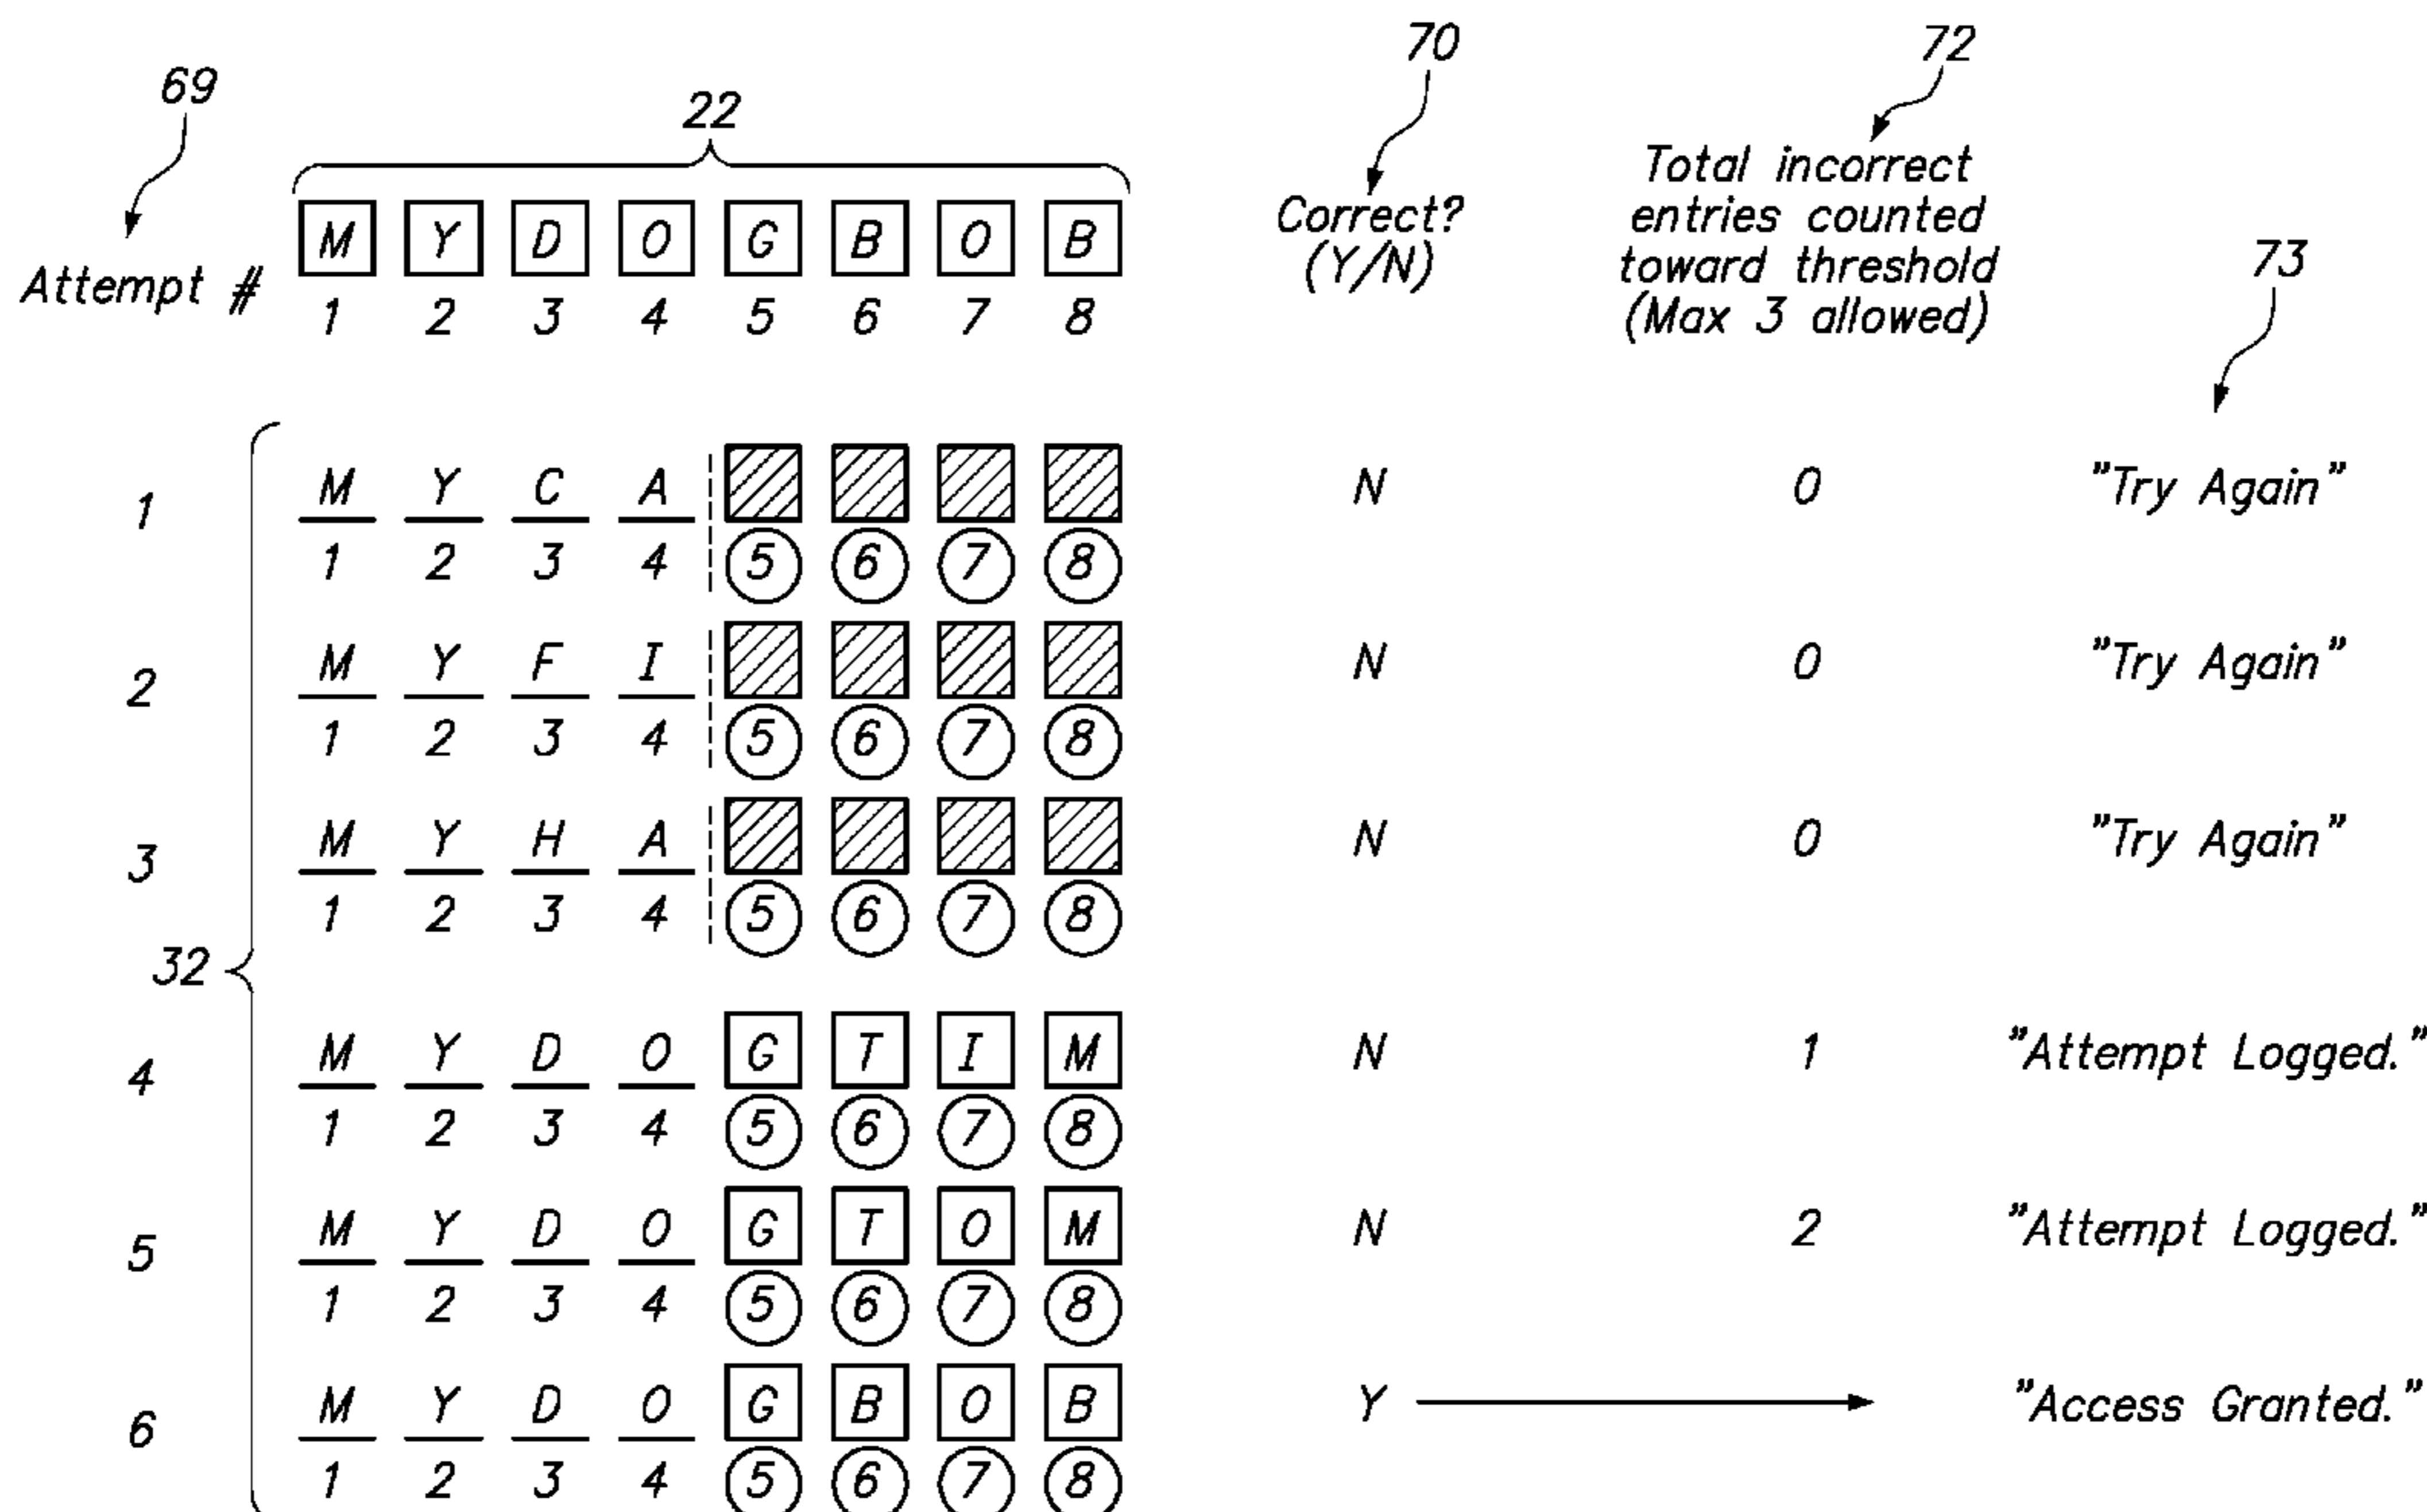 69
22
70
72
M Y D O G B O B
Correct?
(Y/N)
Total incorrect
entries counted
toward threshold
(Max 3 allowed)
73
Attempt # 1 2 3 4 5 6 7 8
1 M Y C A N 0 "Try Again"
1 2 3 4 5 6 7 8
2 M Y F I N 0 "Try Again"
1 2 3 4 5 6 7 8
3 M Y H A N 0 "Try Again"
1 2 3 4 5 6 7 8
32
4 M Y D O G T I M N 1 "Attempt Logged."
1 2 3 4 5 6 7 8
5 M Y D O G T O M N 2 "Attempt Logged."
1 2 3 4 5 6 7 8
6 M Y D O G B O B Y "Access Granted."
1 2 3 4 5 6 7 8